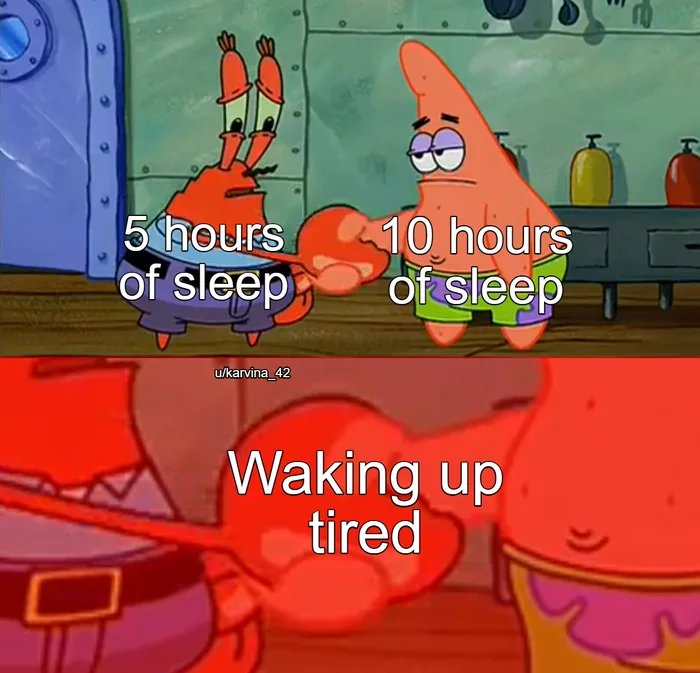 5 hours
of sleep
10 hours
of sleep
u/karvina_42
Waking up
tired